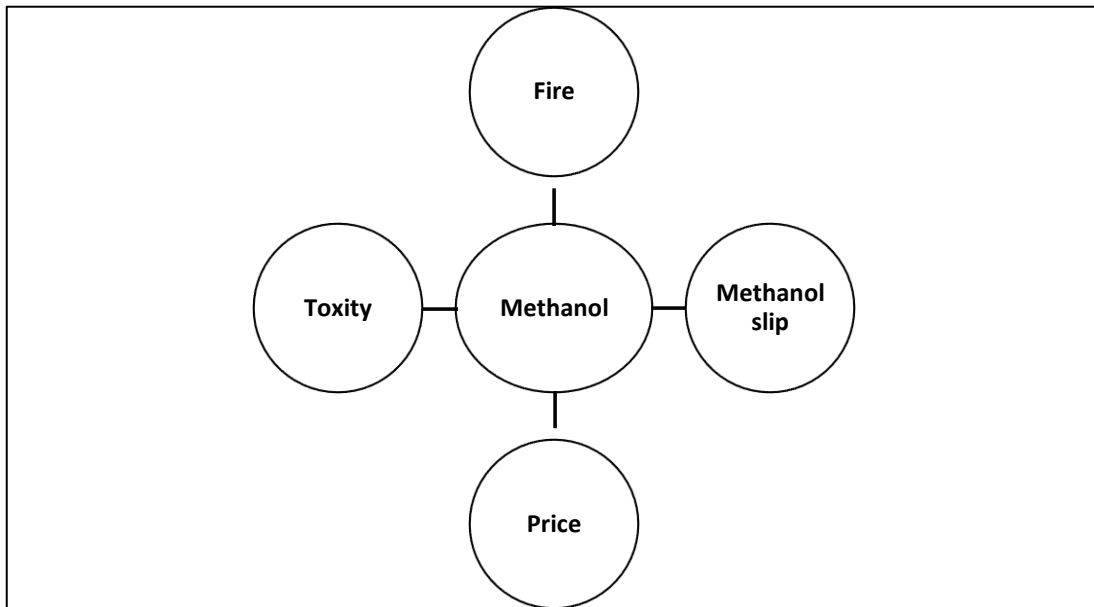 Fire
Toxity
Methanol
Methanol
slip
Price